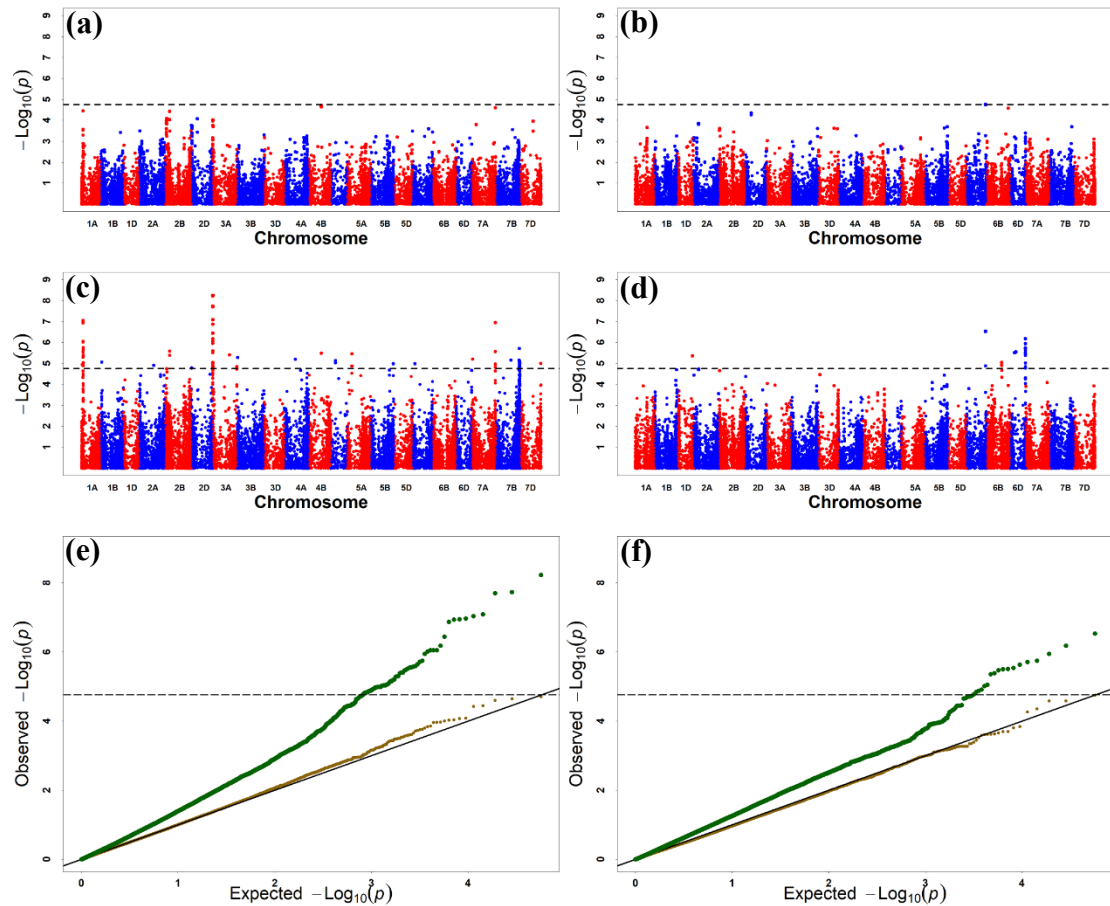 (a)
9
8
7
6
5
4
3
2
1
−Log10(p)
1A 1B 1D 2A 2B 2D 3A 3B 3D 4A 4B 5A 5B 5D 6B 6D 7A 7B 7D
Chromosome
(b)
9
8
7
6
5
4
3
2
1
−Log10(p)
1A 1B 1D 2A 2B 2D 3A 3B 3D 4A 4B 5A 5B 5D 6B 6D 7A 7B 7D
Chromosome
(c)
9
8
7
6
5
4
3
2
1
−Log10(p)
1A 1B 1D 2A 2B 2D 3A 3B 3D 4A 4B 5A 5B 5D 6B 6D 7A 7B 7D
Chromosome
(d)
9
8
7
6
5
4
3
2
1
−Log10(p)
1A 1B 1D 2A 2B 2D 3A 3B 3D 4A 4B 5A 5B 5D 6B 6D 7A 7B 7D
Chromosome
(e)
8
6
4
2
0
Observed −Log10(p)
0 1 2 3 4
Expected −Log10(p)
(f)
8
6
4
2
0
Observed −Log10(p)
0 1 2 3 4
Expected −Log10(p)